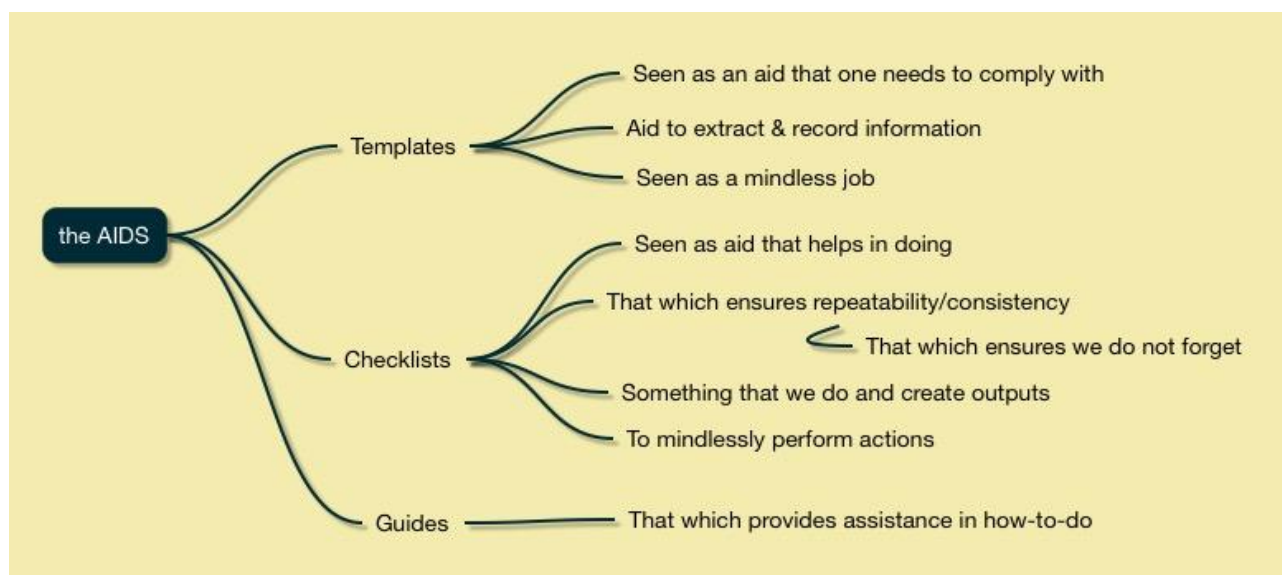 the AIDS
Templates
Seen as an aid that one needs to comply with
Aid to extract & record information
Seen as a mindless job
Checklists
Seen as aid that helps in doing
That which ensures repeatability/consistency
That which ensures we do not forget
Something that we do and create outputs
To mindlessly perform actions
Guides
That which provides assistance in how-to-do